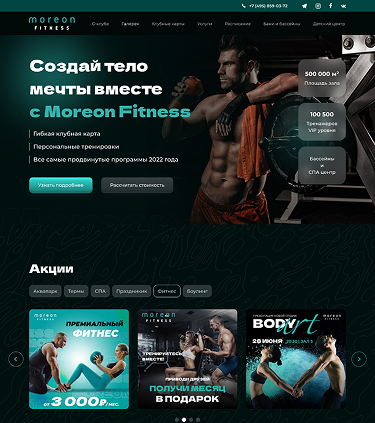 +7 (495) 859-03-72
moreon
FITNESS
О клубе
Галерея
Клубные карты
Услуги
Расписание
Бани и бассейны
Детский центр
Создай тело
мечты вместе
с Moreon Fitness
Гибкая клубная карта
Персональные тренировки
Все самые продвинутые программы 2022 года
Узнать подробнее
Рассчитать стоимость
500 000 м²
Площадь зала
100 500
Тренажеров
VIP уровня
Бассейны
и
СПА центр
Акции
Аквапарк
Термы
СПА
Праздники
Фитнес
Боулинг
moreon
FITNESS
ПРЕМИАЛЬНЫЙ
ФИТНЕС
от 3 000 ₽/мес.
moreon
FITNESS
ТРЕНИРУЙТЕСЬ
ВМЕСТЕ!
ПРИВОДИ ДРУЗЕЙ
ПОЛУЧИ МЕСЯЦ
В ПОДАРОК
BODY
art
moreon
FITNESS
28 ИЮНЯ